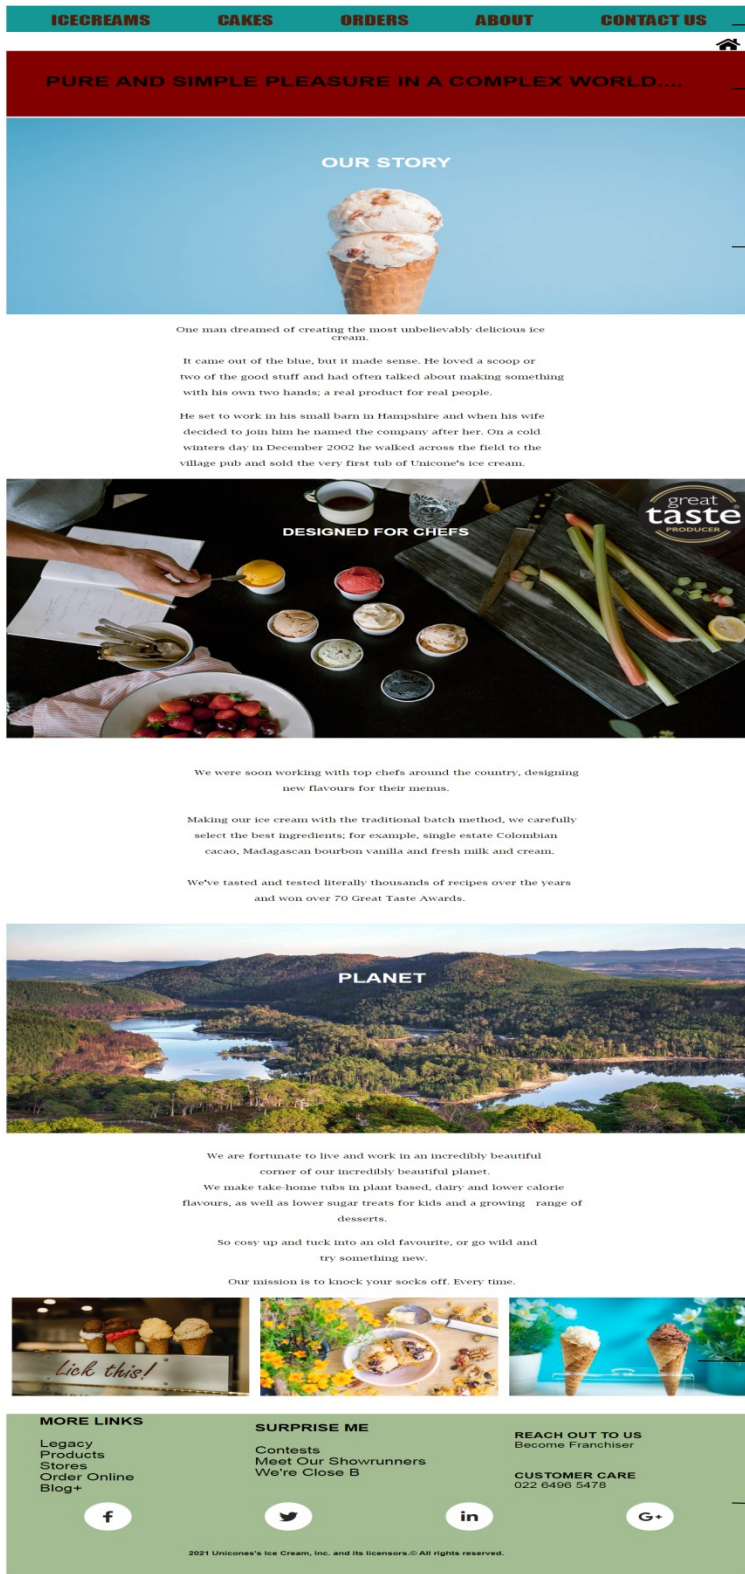 ICECREAMS CAKES ORDERS ABOUT CONTACT US
PURE AND SIMPLE PLEASURE IN A COMPLEX WORLD....
OUR STORY
One man dreamed of creating the most unbelievably delicious ice
cream.
It came out of the blue, but it made sense. He loved a scoop or
two of the good stuff and had often talked about making something
with his own two hands; a real product for real people.
He set to work in his small barn in Hampshire and when his wife
decided to join him he named the company after her. On a cold
winters day in December 2002 he walked across the field to the
village pub and sold the very first tub of Unicone's ice cream.
great
taste
PRODUCER
DESIGNED FOR CHEFS
We were soon working with top chefs around the country, designing
new flavours for their menus.
Making our ice cream with the traditional batch method, we carefully
select the best ingredients; for example, single estate Colombian
cacao, Madagascan bourbon vanilla and fresh milk and cream.
We've tasted and tested literally thousands of recipes over the years
and won over 70 Great Taste Awards.
PLANET
We are fortunate to live and work in an incredibly beautiful
corner of our incredibly beautiful planet.
We make take-home tubs in plant based, dairy and lower calorie
flavours, as well as lower sugar treats for kids and a growing range of
desserts.
So cosy up and tuck into an old favourite, or go wild and
try something new.
Our mission is to knock your socks off. Every time.
Lick this!
MORE LINKS
Legacy
Products
Stores
Order Online
Blog+
SURPRISE ME
Contests
Meet Our Showrunners
We're Close B
REACH OUT TO US
Become Franchiser
CUSTOMER CARE
022 6496 5478
f
in
G+
2021 Unicones's Ice Cream, Inc. and its licensors.© All rights reserved.